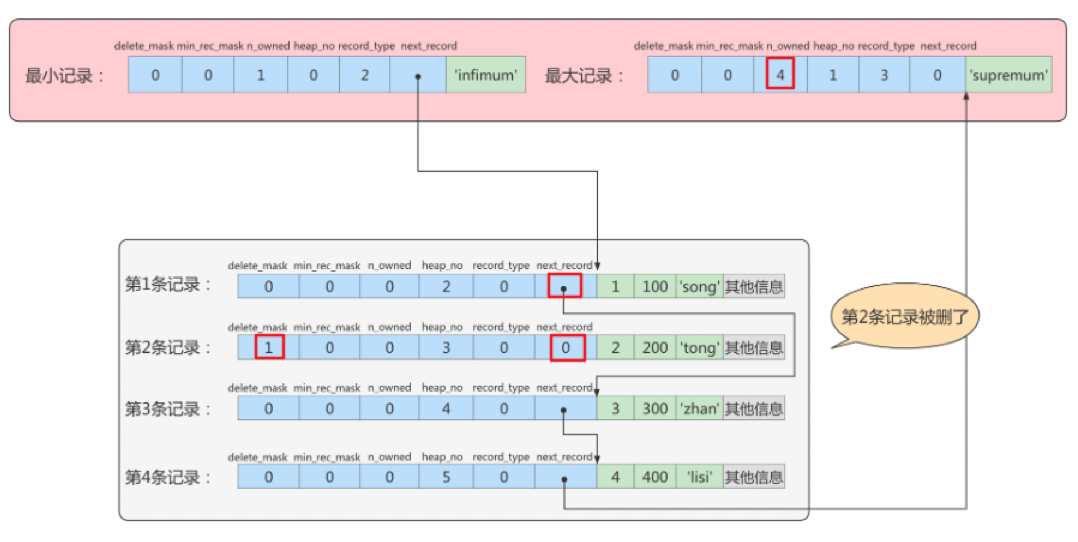 delete_mask min_rec_mask n_owned heap_no record_type next_record
最小记录： 0 0 1 0 2 'infimum'
delete_mask min_rec_mask n_owned heap_no record_type next_record
最大记录： 0 0 4 1 3 0 'supremum'
delete_mask min_rec_mask n_owned heap_no record_type next_record
第1条记录： 0 0 0 2 0 1 100 'song' 其他信息
delete_mask min_rec_mask n_owned heap_no record_type next_record
第2条记录： 1 0 0 3 0 0 2 200 'tong' 其他信息
第2条记录被删了
delete_mask min_rec_mask n_owned heap_no record_type next_record
第3条记录： 0 0 0 4 0 3 300 'zhan' 其他信息
delete_mask min_rec_mask n_owned heap_no record_type next_record
第4条记录： 0 0 0 5 0 4 400 'lisi' 其他信息